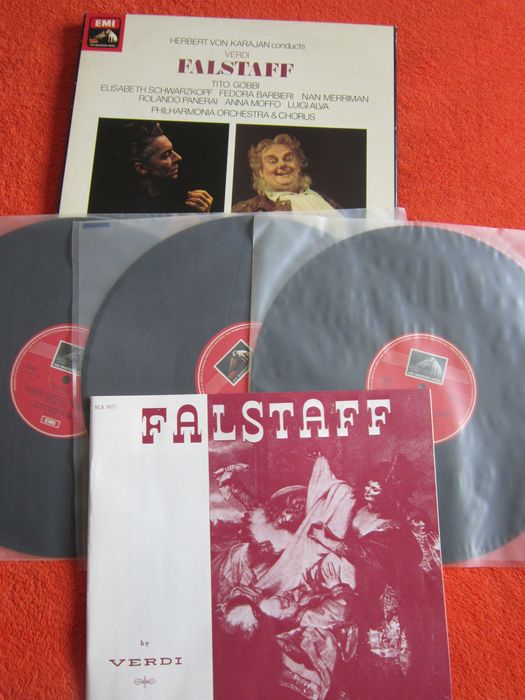 EMI
HERBERT VON KARAJAN conducts
VERDI
FALSTAFF
TITO GOBBI
ELISABETH SCHWARZKOPF FEDORA BARBIERI NAN MERRIMAN
ROLANDO PANERAI ANNA MOFFO LUIGI ALVA
PHILHARMONIA ORCHESTRA & CHORUS
EMI
SLS 5037
FALSTAFF
by
VERDI